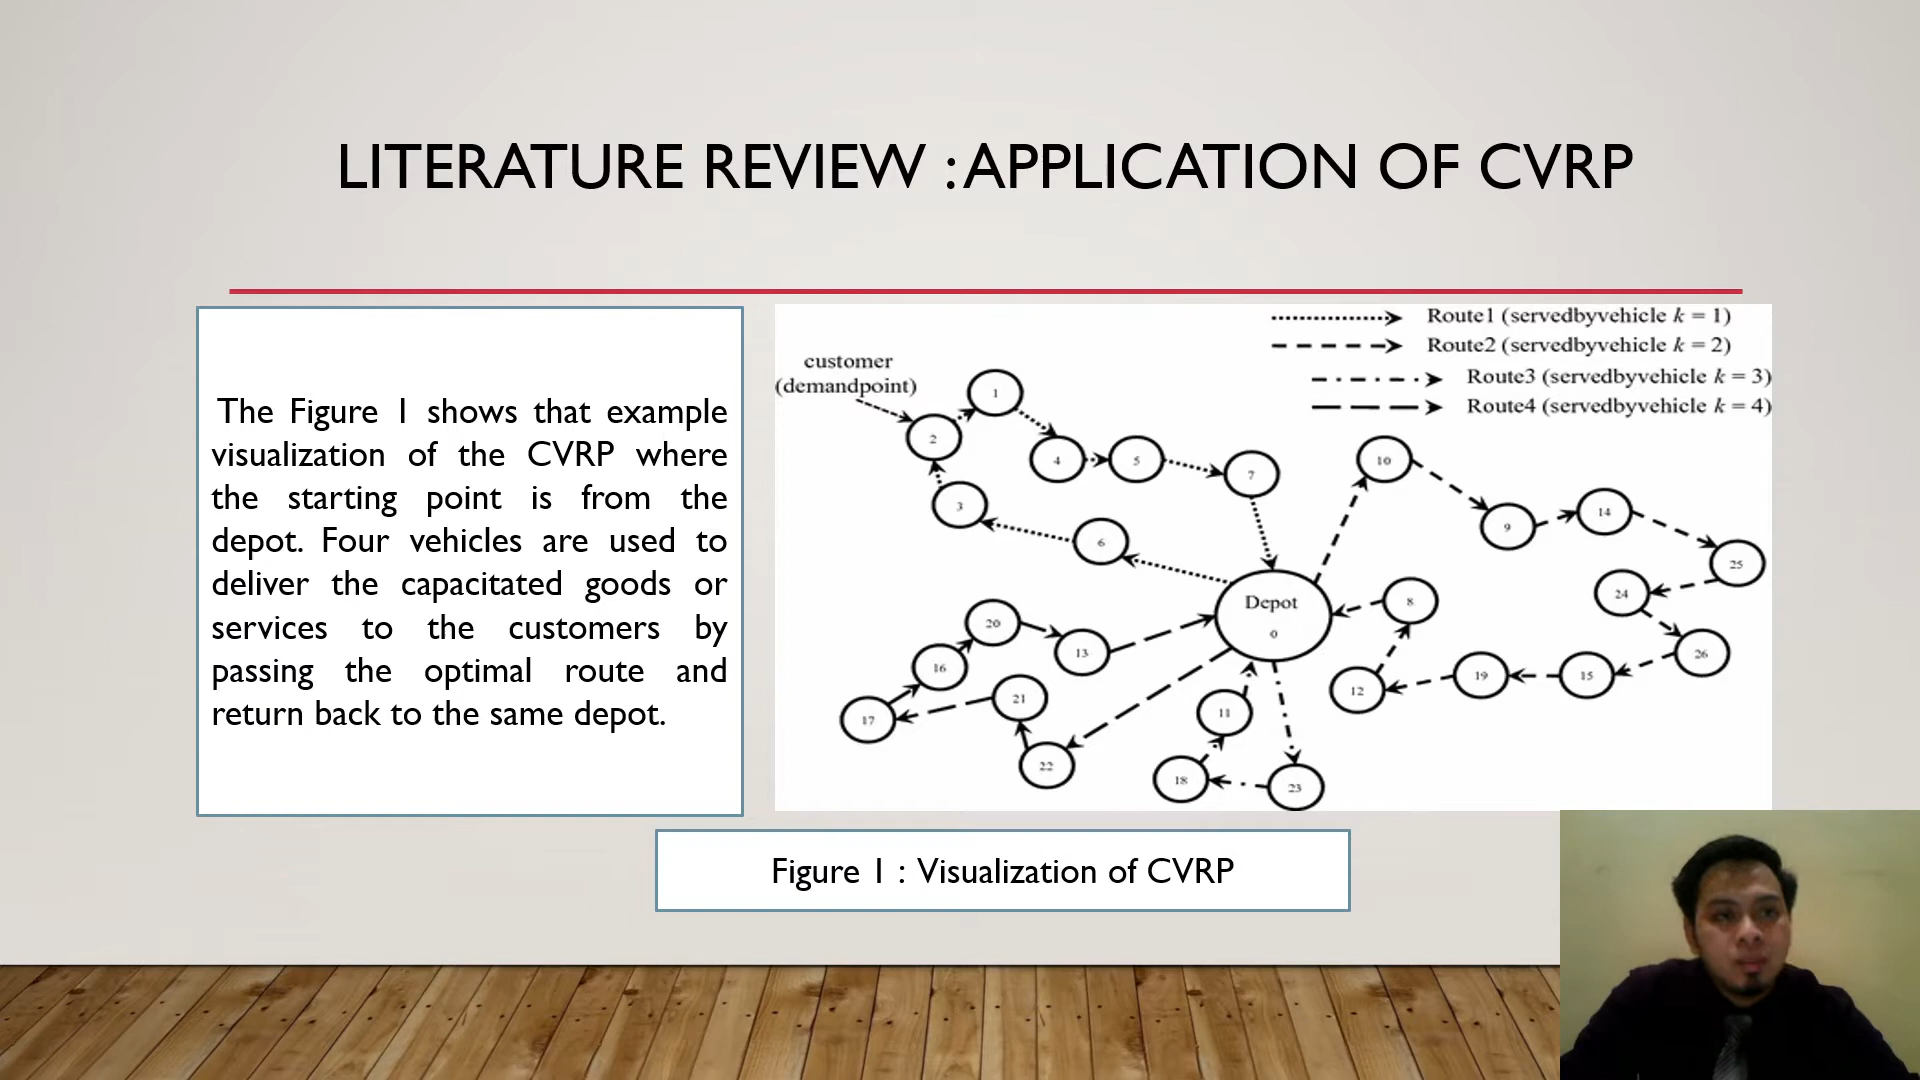 LITERATURE REVIEW : APPLICATION OF CVRP
The Figure 1 shows that example
visualization of the CVRP where
the starting point is from the
depot. Four vehicles are used to
deliver the capacitated goods or
services to the customers by
passing the optimal route and
return back to the same depot.
Route1 (servedbyvehicle k = 1)
Route2 (servedbyvehicle k = 2)
Route3 (servedbyvehicle k = 3)
Route4 (servedbyvehicle k = 4)
customer
(demandpoint)
1
2
4
5
7
3
6
10
9
14
25
24
26
15
19
12
8
Depot
0
20
13
16
21
17
22
11
18
23
Figure 1 : Visualization of CVRP